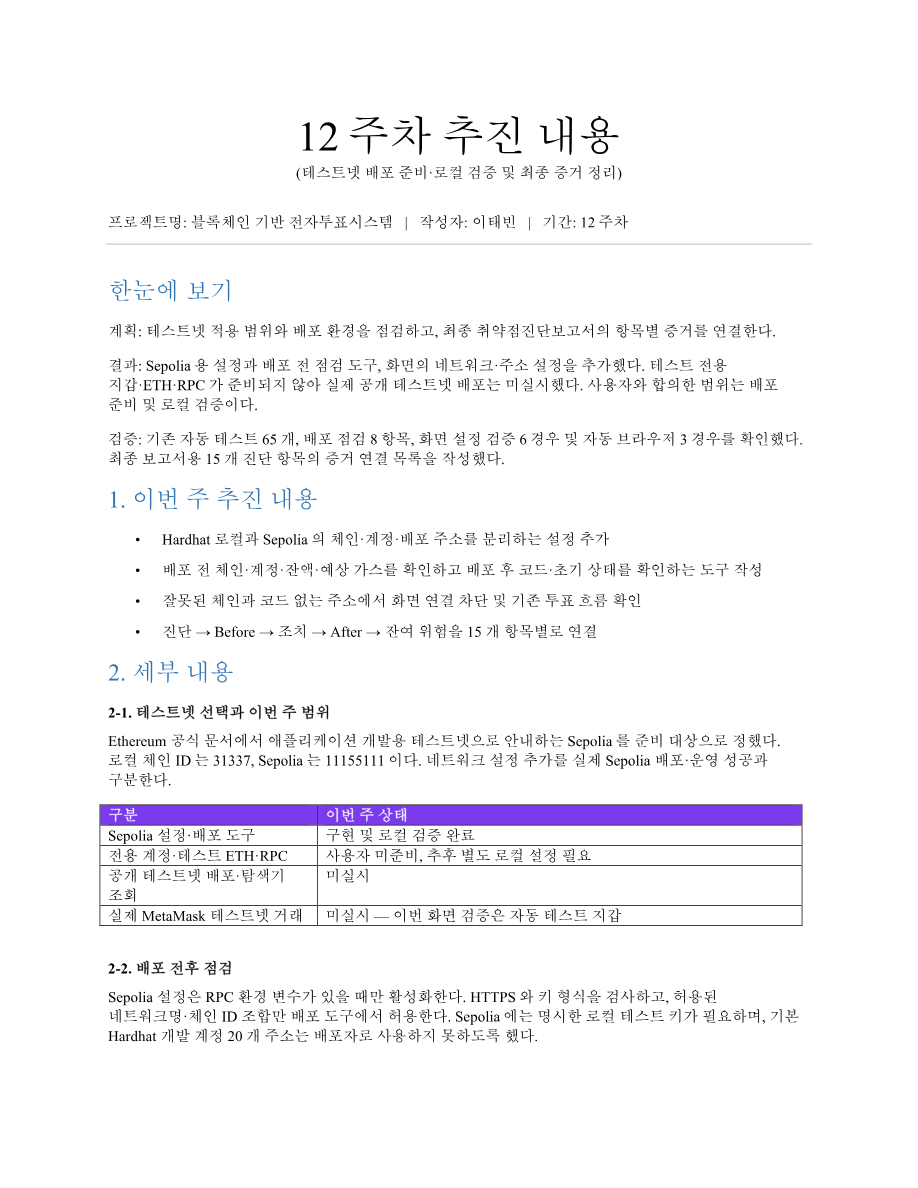 12 주차 추진 내용
(테스트넷 배포 준비·로컬 검증 및 최종 증거 정리)
프로젝트명: 블록체인 기반 전자투표시스템 | 작성자: 이태빈 | 기간: 12 주차
한눈에 보기
계획: 테스트넷 적용 범위와 배포 환경을 점검하고, 최종 취약점진단보고서의 항목별 증거를 연결한다.
결과: Sepolia 용 설정과 배포 전 점검 도구, 화면의 네트워크·주소 설정을 추가했다. 테스트 전용
지갑·ETH·RPC 가 준비되지 않아 실제 공개 테스트넷 배포는 미실시했다. 사용자와 합의한 범위는 배포
준비 및 로컬 검증이다.
검증: 기존 자동 테스트 65 개, 배포 점검 8 항목, 화면 설정 검증 6 경우 및 자동 브라우저 3 경우를 확인했다.
최종 보고서용 15 개 진단 항목의 증거 연결 목록을 작성했다.
1. 이번 주 추진 내용
• Hardhat 로컬과 Sepolia 의 체인·계정·배포 주소를 분리하는 설정 추가
• 배포 전 체인·계정·잔액·예상 가스를 확인하고 배포 후 코드·초기 상태를 확인하는 도구 작성
• 잘못된 체인과 코드 없는 주소에서 화면 연결 차단 및 기존 투표 흐름 확인
• 진단 → Before → 조치 → After → 잔여 위험을 15 개 항목별로 연결
2. 세부 내용
2-1. 테스트넷 선택과 이번 주 범위
Ethereum 공식 문서에서 애플리케이션 개발용 테스트넷으로 안내하는 Sepolia 를 준비 대상으로 정했다.
로컬 체인 ID 는 31337, Sepolia 는 11155111 이다. 네트워크 설정 추가를 실제 Sepolia 배포·운영 성공과
구분한다.
구분 이번 주 상태
Sepolia 설정·배포 도구 구현 및 로컬 검증 완료
전용 계정·테스트 ETH·RPC 사용자 미준비, 추후 별도 로컬 설정 필요
공개 테스트넷 배포·탐색기 미실시
조회
실제 MetaMask 테스트넷 거래 미실시 — 이번 화면 검증은 자동 테스트 지갑
2-2. 배포 전후 점검
Sepolia 설정은 RPC 환경 변수가 있을 때만 활성화한다. HTTPS 와 키 형식을 검사하고, 허용된
네트워크명·체인 ID 조합만 배포 도구에서 허용한다. Sepolia 에는 명시한 로컬 테스트 키가 필요하며, 기본
Hardhat 개발 계정 20 개 주소는 배포자로 사용하지 못하도록 했다.